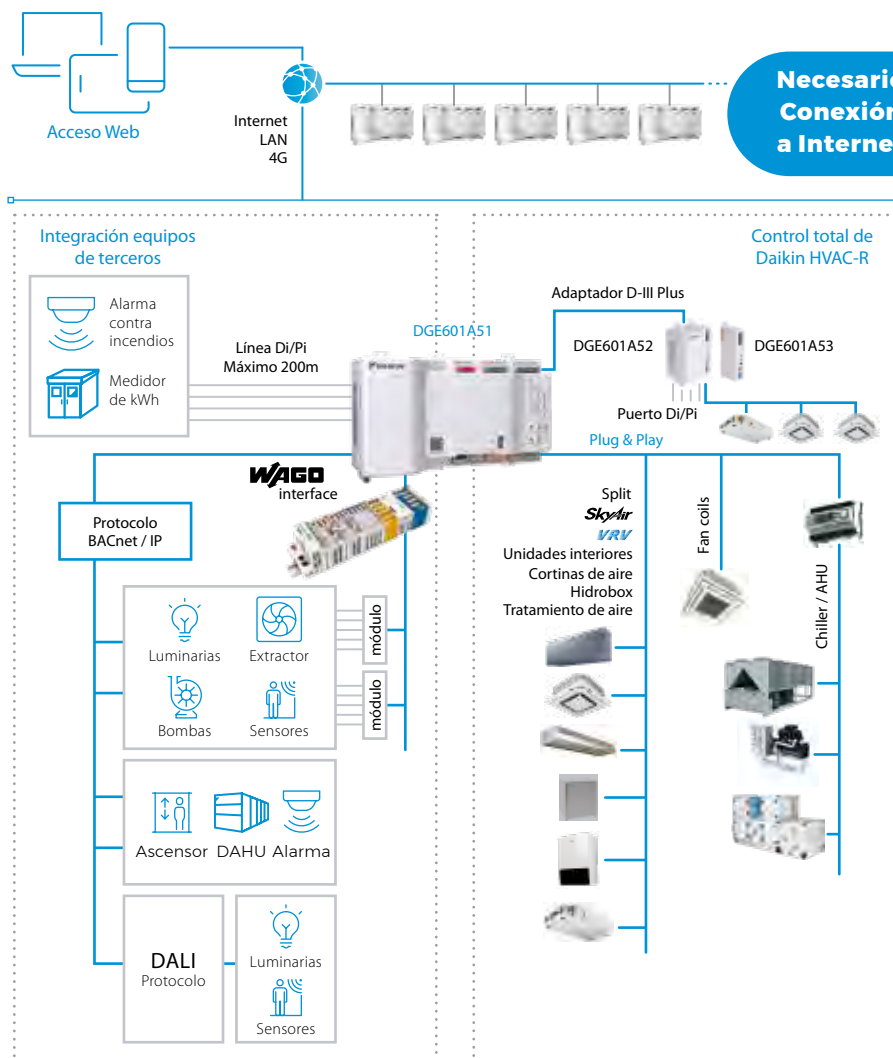 Acceso Web
Internet
LAN
4G
Necesario
Conexión
a Internet
Integración equipos
de terceros
Alarma
contra
incendios
Medidor
de kWh
Línea Di/Pi
Máximo 200m
DGE601A51
Control total de
Daikin HVAC-R
Adaptador D-III Plus
DGE601A52
DGE601A53
Puerto Di/Pi
Plug & Play
WAGO
interface
Protocolo
BACnet / IP
Luminarias
Extractor
módulo
Bombas
Sensores
módulo
Ascensor
DAHU
Alarma
DALI
Protocolo
Luminarias
Sensores
Split
SkyAir
VRV
Unidades interiores
Cortinas de aire
Hidrobox
Tratamiento de aire
Fan coils
Chiller / AHU